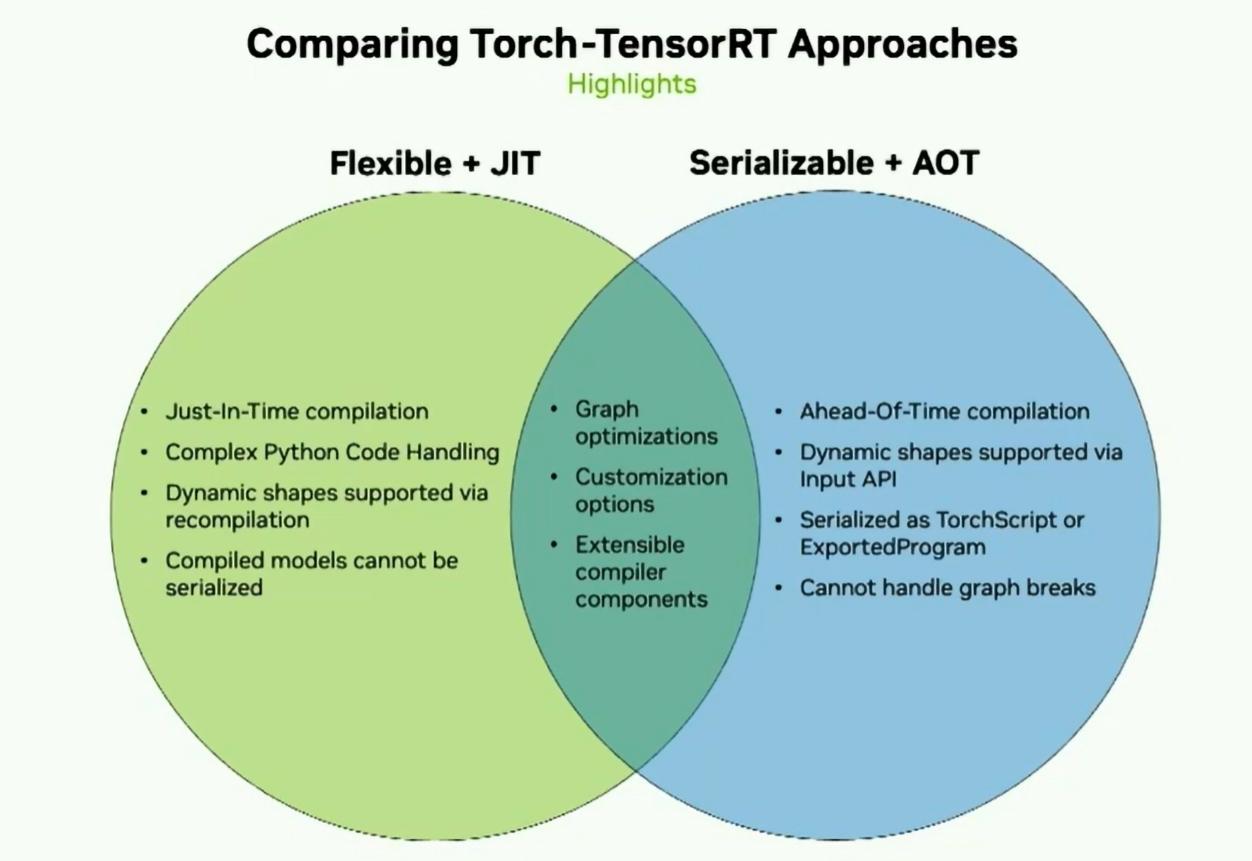 Comparing Torch-TensorRT Approaches
Highlights
Flexible + JIT
Serializable + AOT
• Just-In-Time compilation
• Complex Python Code Handling
• Dynamic shapes supported via
recompilation
• Compiled models cannot be
serialized
• Graph
optimizations
• Customization
options
• Extensible
compiler
components
• Ahead-Of-Time compilation
• Dynamic shapes supported via
Input API
• Serialized as TorchScript or
ExportedProgram
• Cannot handle graph breaks